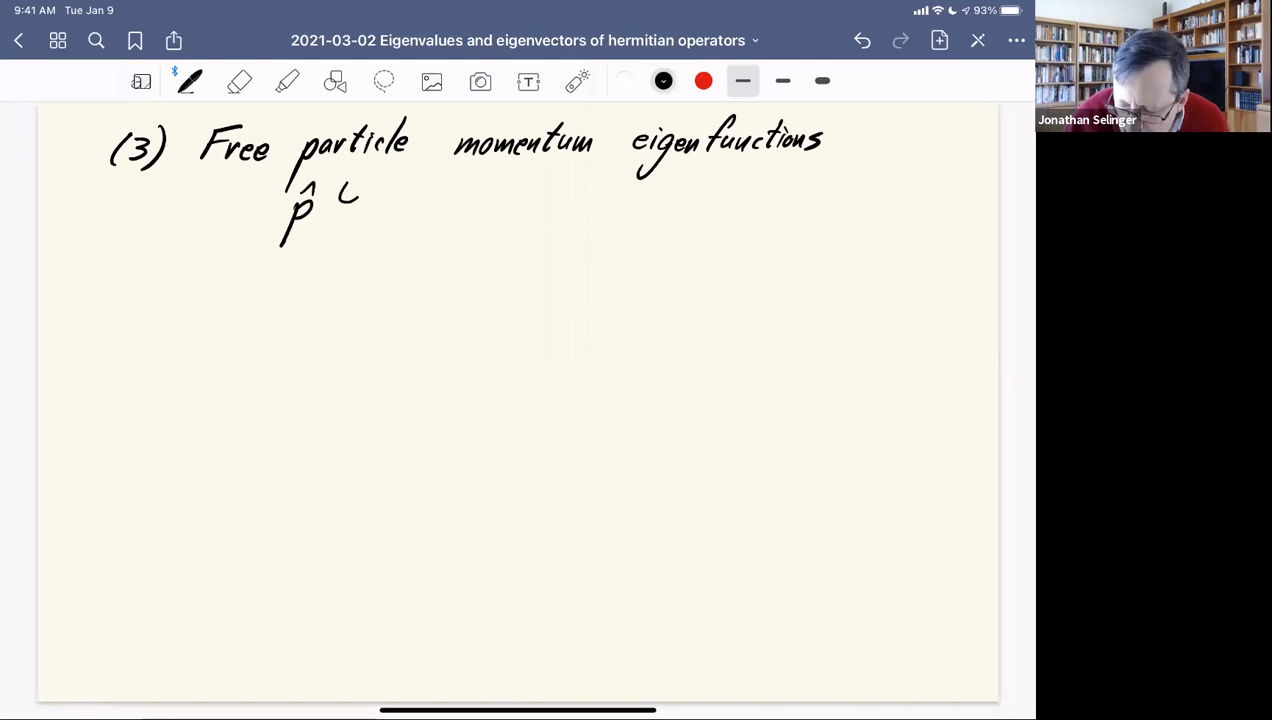 9:41 AM Tue Jan 9 93%
2021-03-02 Eigenvalues and eigenvectors of hermitian operators
T
Jonathan Selinger
(3) Free particle momentum eigenfunctions
p̂